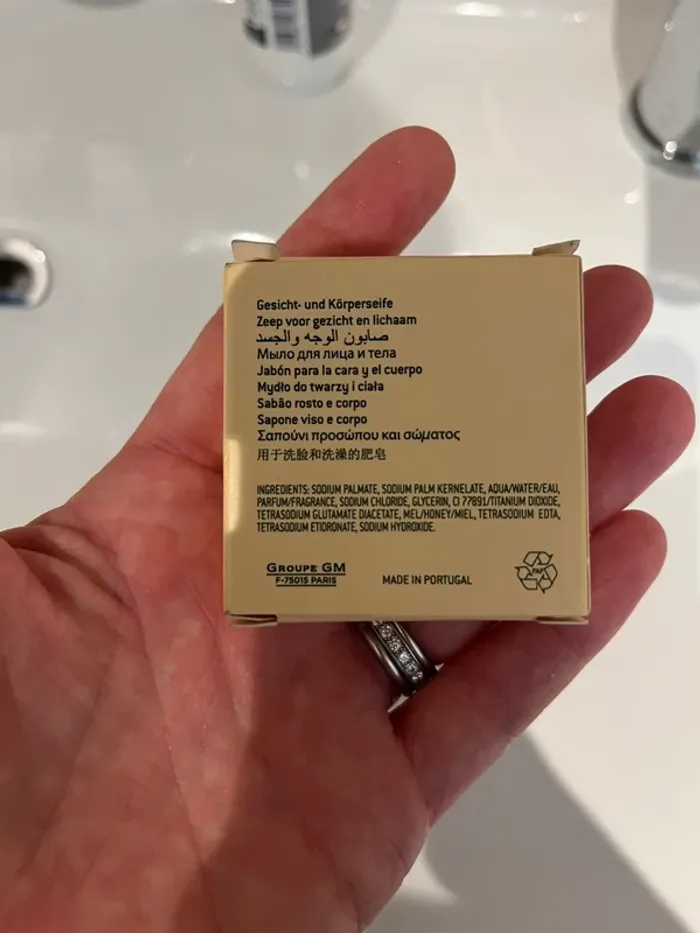 Gesicht- und Körperseife
Zeep voor gezicht en lichaam
صابون الوجه والجسد
Мыло для лица и тела
Jabón para la cara y el cuerpo
Mydło do twarzy i ciała
Sabão rosto e corpo
Sapone viso e corpo
Σαπούνι προσώπου και σώματος
用于洗脸和洗澡的肥皂
INGREDIENTS: SODIUM PALMATE, SODIUM PALM KERNELATE, AQUA/WATER/EAU,
PARFUM/FRAGRANCE, SODIUM CHLORIDE, GLYCERIN, CI 77891/TITANIUM DIOXIDE,
TETRASODIUM GLUTAMATE DIACETATE, MEL/HONEY/MIEL, TETRASODIUM EDTA,
TETRASODIUM ETIDRONATE, SODIUM HYDROXIDE.
GROUPE GM
F-75015 PARIS
MADE IN PORTUGAL
PAP